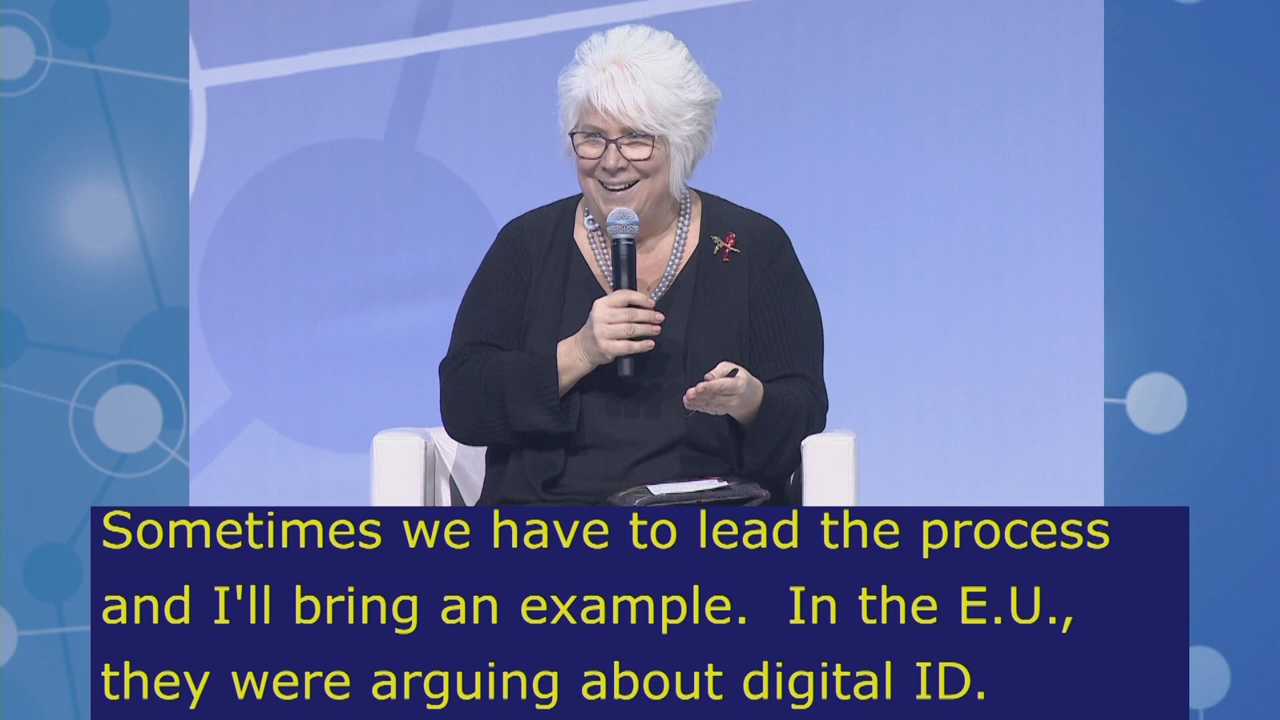 Sometimes we have to lead the process
and I'll bring an example.  In the E.U.,
they were arguing about digital ID.